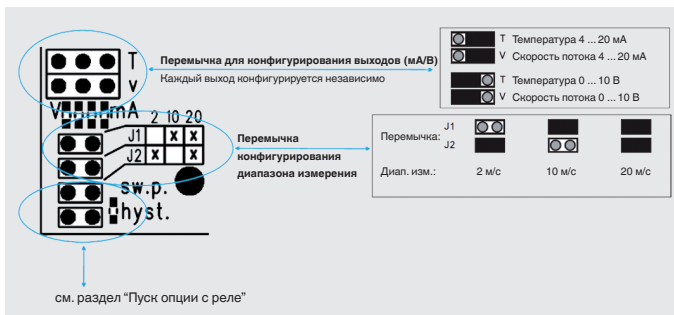 T
V
V mA
2 10 20
J1 X X
J2 X X
sw.p.
hyst.
Перемычка для конфигурирования выходов (мА/В)
Каждый выход конфигурируется независимо
T Температура 4 ... 20 мА
V Скорость потока 4 ... 20 мА
T Температура 0 ... 10 В
V Скорость потока 0 ... 10 В
Перемычка
конфигурирования
диапазона измерения
Перемычка:
J1
J2
Диап. изм.: 2 м/с 10 м/с 20 м/с
см. раздел “Пуск опции с реле”